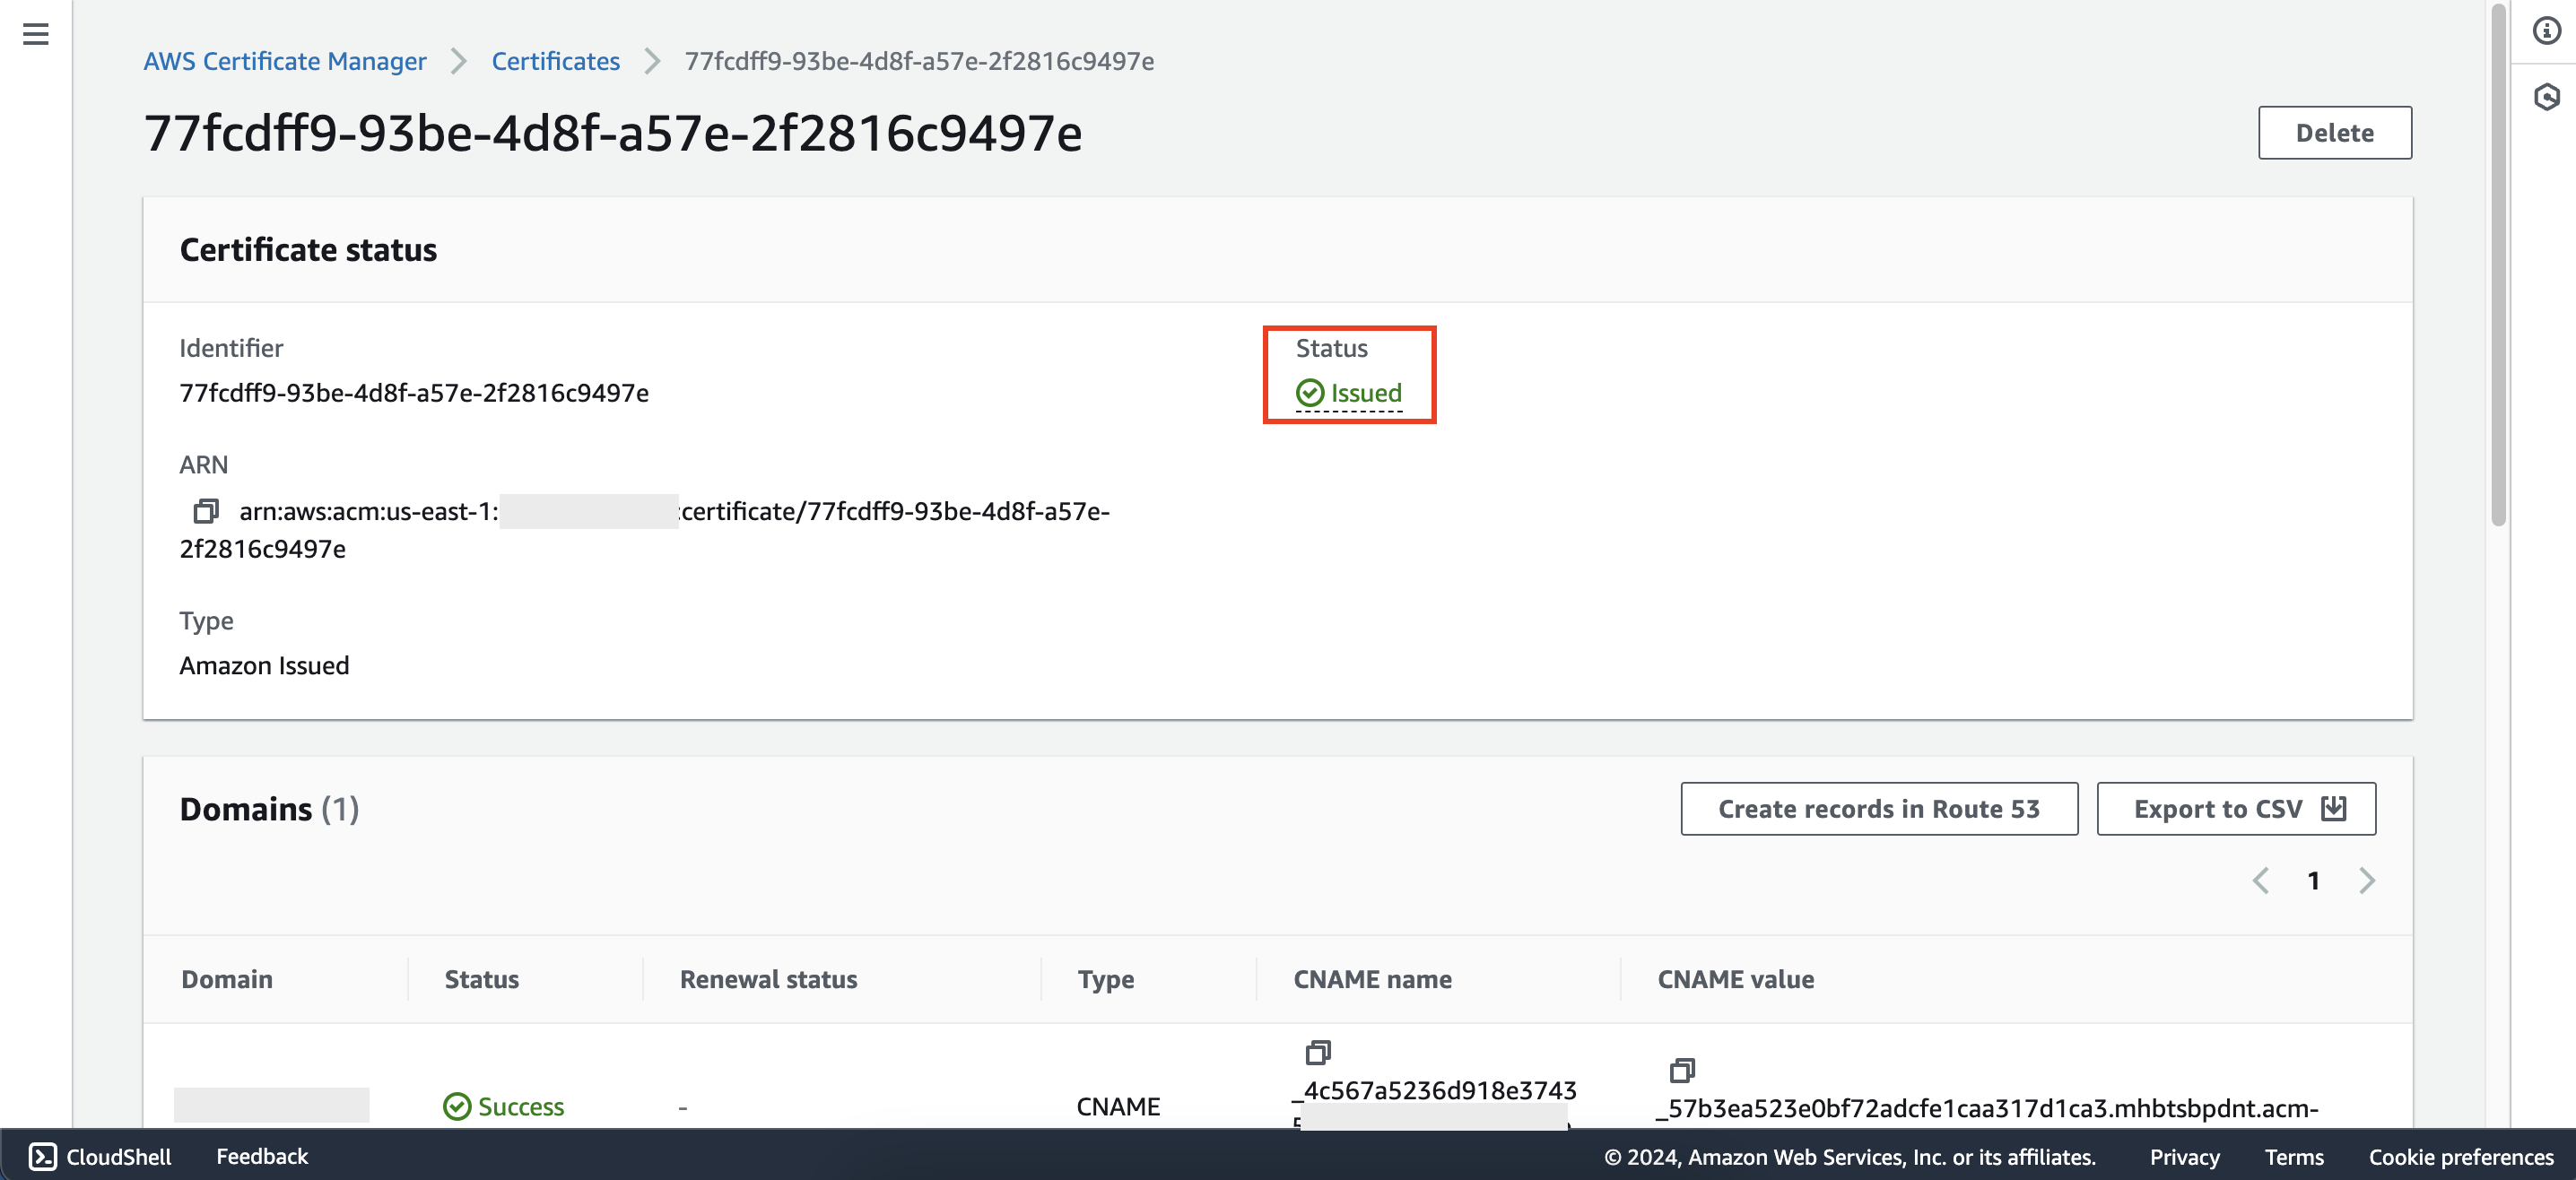 AWS Certificate Manager > Certificates > 77fcdff9-93be-4d8f-a57e-2f2816c9497e
77fcdff9-93be-4d8f-a57e-2f2816c9497e
Delete
Certificate status
Identifier
77fcdff9-93be-4d8f-a57e-2f2816c9497e
Status
Issued
ARN
arn:aws:acm:us-east-1: :certificate/77fcdff9-93be-4d8f-a57e-
2f2816c9497e
Type
Amazon Issued
Domains (1)
Create records in Route 53
Export to CSV
1
Domain Status Renewal status Type CNAME name CNAME value
Success - CNAME
_4c567a5236d918e3743
_57b3ea523e0bf72adcfe1caa317d1ca3.mhbtsbpdnt.acm-
CloudShell Feedback © 2024, Amazon Web Services, Inc. or its affiliates. Privacy Terms Cookie preferences